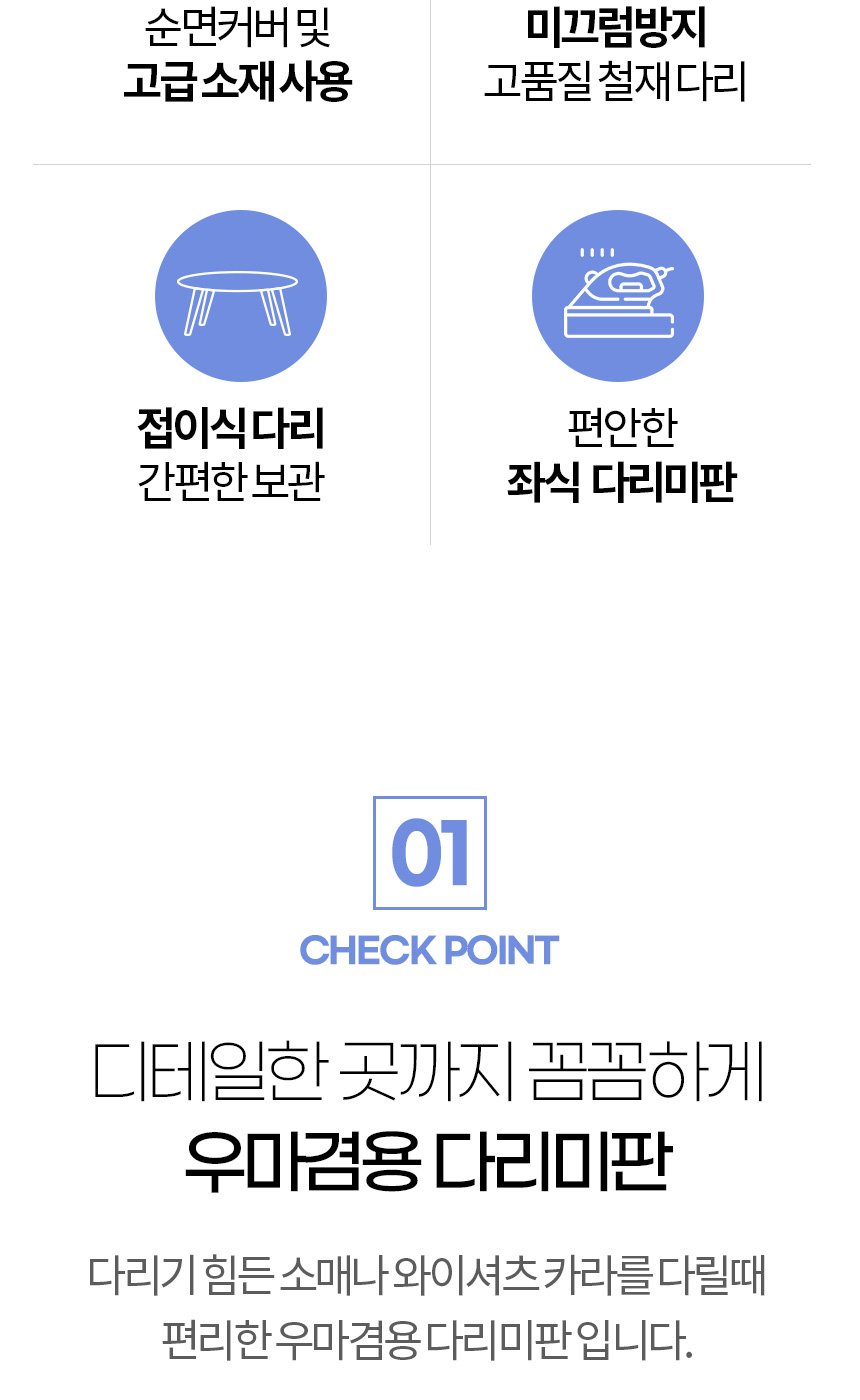 순면커버 및
고급 소재 사용
미끄럼방지
고품질 철재 다리
접이식 다리
간편한 보관
편안한
좌식 다리미판
01
CHECK POINT
디테일한 곳까지 꼼꼼하게
우마겸용 다리미판
다리기 힘든 소매나 와이셔츠 카라를 다릴때
편리한 우마겸용 다리미판 입니다.